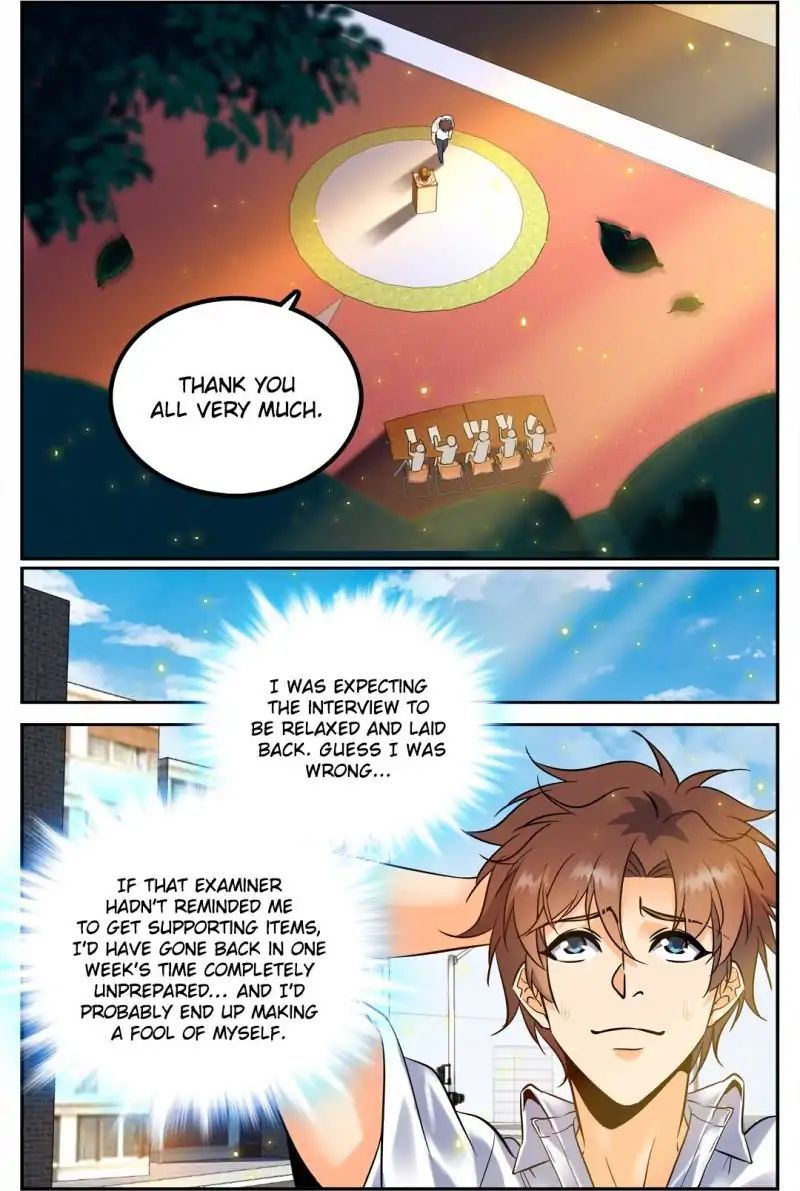 THANK YOU
ALL VERY MUCH.
I WAS EXPECTING
THE INTERVIEW TO
BE RELAXED AND LAID
BACK. GUESS I WAS
WRONG...
IF THAT EXAMINER
HADN'T REMINDED ME
TO GET SUPPORTING ITEMS,
I'D HAVE GONE BACK IN ONE
WEEK'S TIME COMPLETELY
UNPREPARED... AND I'D
PROBABLY END UP MAKING
A FOOL OF MYSELF.